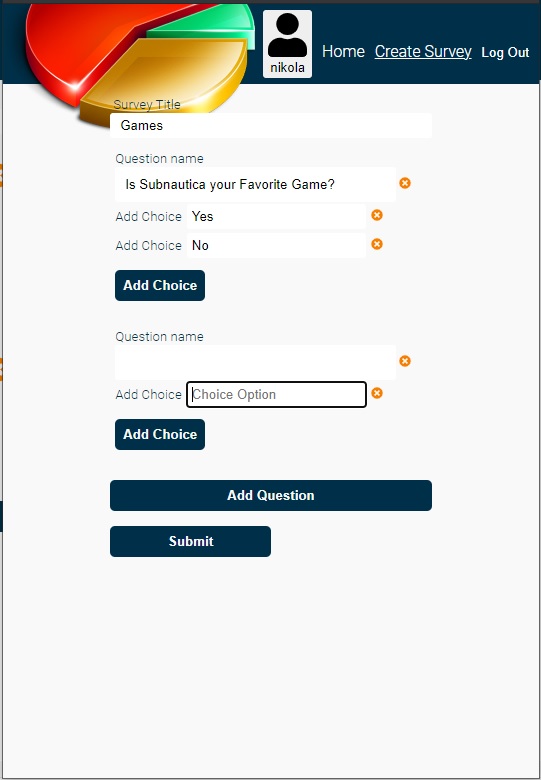 nikola
Home Create Survey Log Out
Survey Title
Games
Question name
Is Subnautica your Favorite Game?
Add Choice Yes
Add Choice No
Add Choice
Question name
Add Choice Choice Option
Add Choice
Add Question
Submit